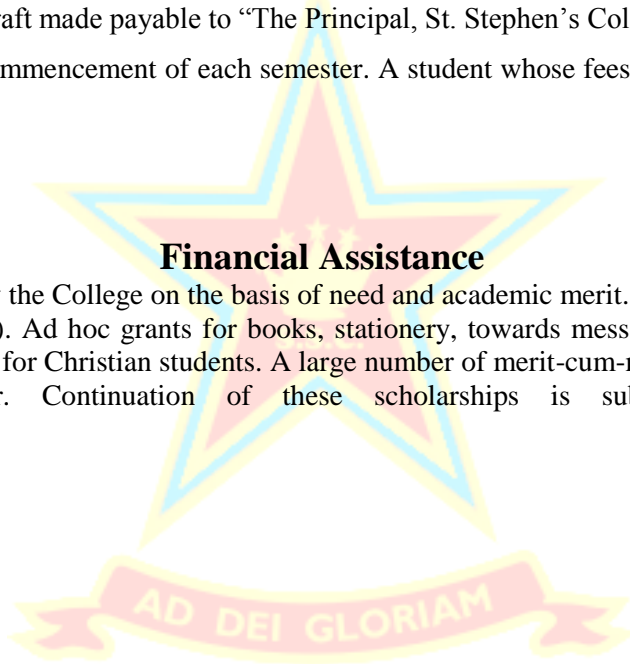 raft made payable to “The Principal, St. Stephen’s Col
mmencement of each semester. A student whose fees
Financial Assistance
the College on the basis of need and academic merit.
). Ad hoc grants for books, stationery, towards mess
for Christian students. A large number of merit-cum-
r. Continuation of these scholarships is su
S.S.C.
AD DEI GLORIAM